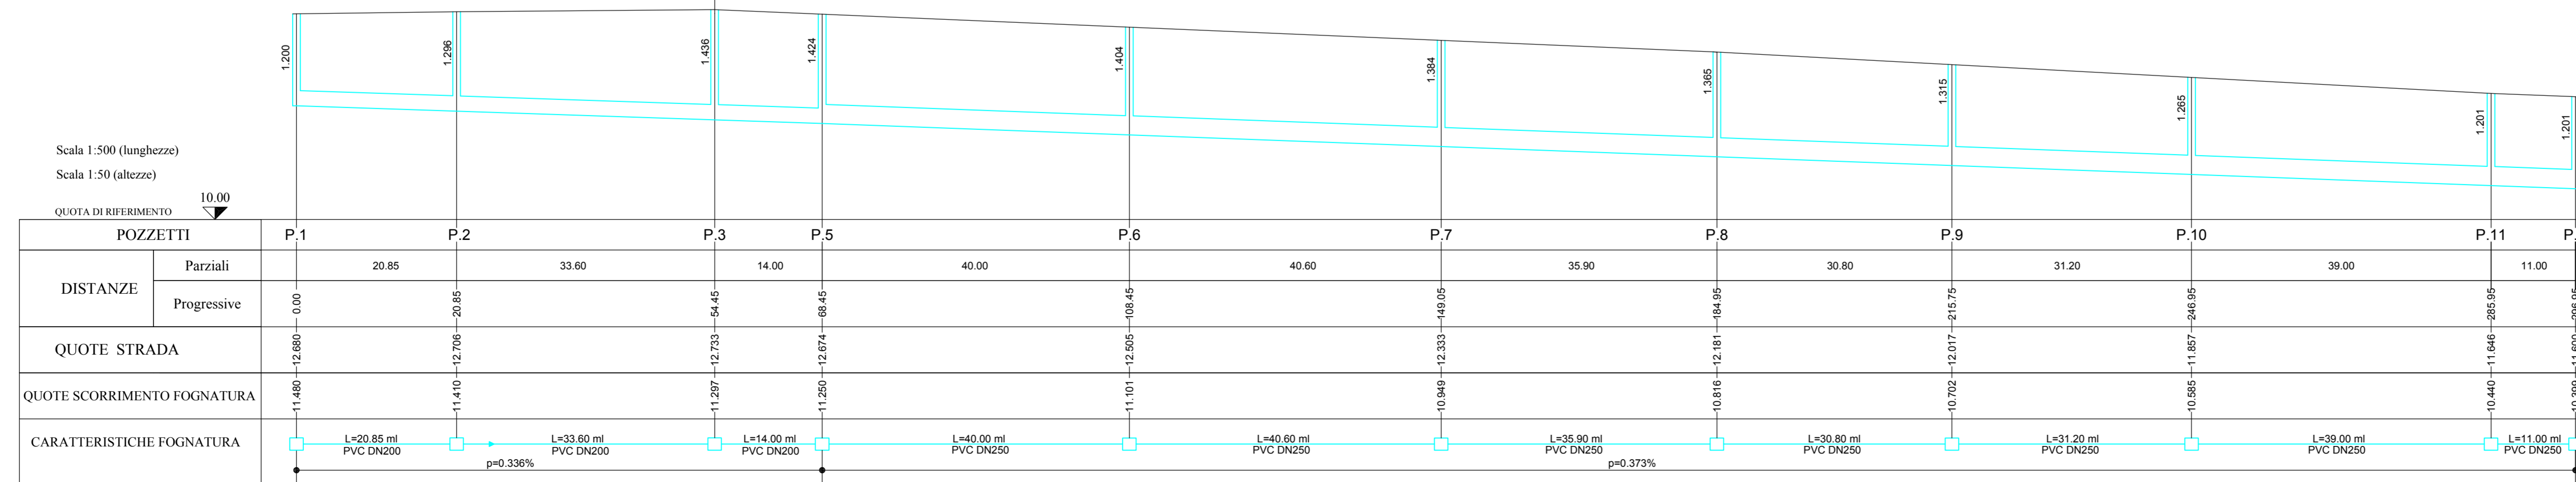 1.200
1.296
1.436
1.424
1.404
1.384
1.365
1.315
1.265
1.201
1.201
Scala 1:500 (lunghezze)
Scala 1:50 (altezze)
10.00
QUOTA DI RIFERIMENTO
POZZETTI P.1 P.2 P.3 P.5 P.6 P.7 P.8 P.9 P.10 P.11 P.
DISTANZE
Parziali 20.85 33.60 14.00 40.00 40.60 35.90 30.80 31.20 39.00 11.00
Progressive 0.00 20.85 54.45 68.45 108.45 149.05 184.95 215.75 246.95 285.95
QUOTE STRADA 12.680 12.706 12.733 12.674 12.505 12.333 12.181 12.017 11.857 11.646
QUOTE SCORRIMENTO FOGNATURA 11.480 11.410 11.297 11.250 11.101 10.949 10.816 10.702 10.585 10.440
CARATTERISTICHE FOGNATURA
L=20.85 ml L=33.60 ml L=14.00 ml L=40.00 ml L=40.60 ml L=35.90 ml L=30.80 ml L=31.20 ml L=39.00 ml L=11.00 ml
PVC DN200 PVC DN200 PVC DN200 PVC DN250 PVC DN250 PVC DN250 PVC DN250 PVC DN250 PVC DN250 PVC DN250
p=0.336% p=0.373%